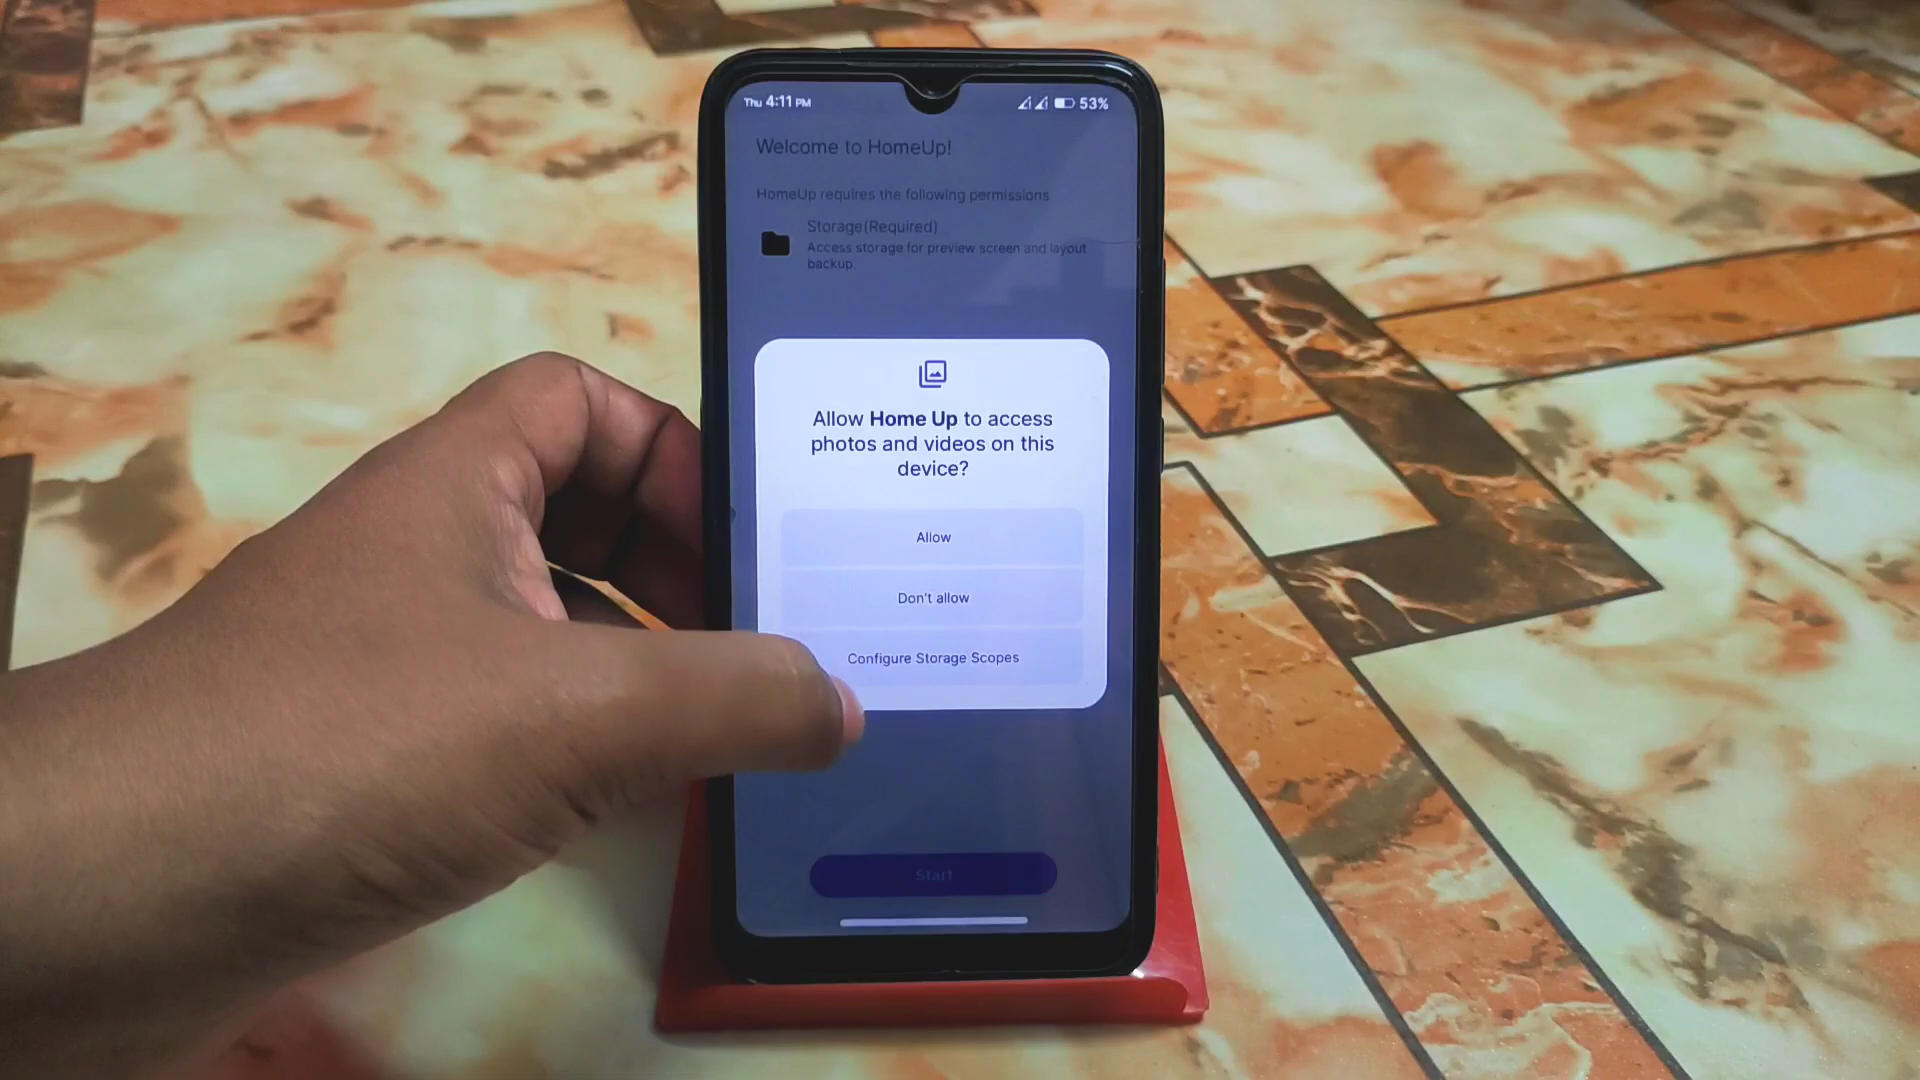 Thu 4:11 PM 53%
Welcome to HomeUp!
HomeUp requires the following permissions
Storage(Required)
Access storage for preview screen and layout
backup.
Allow Home Up to access
photos and videos on this
device?
Allow
Don't allow
Configure Storage Scopes
Start